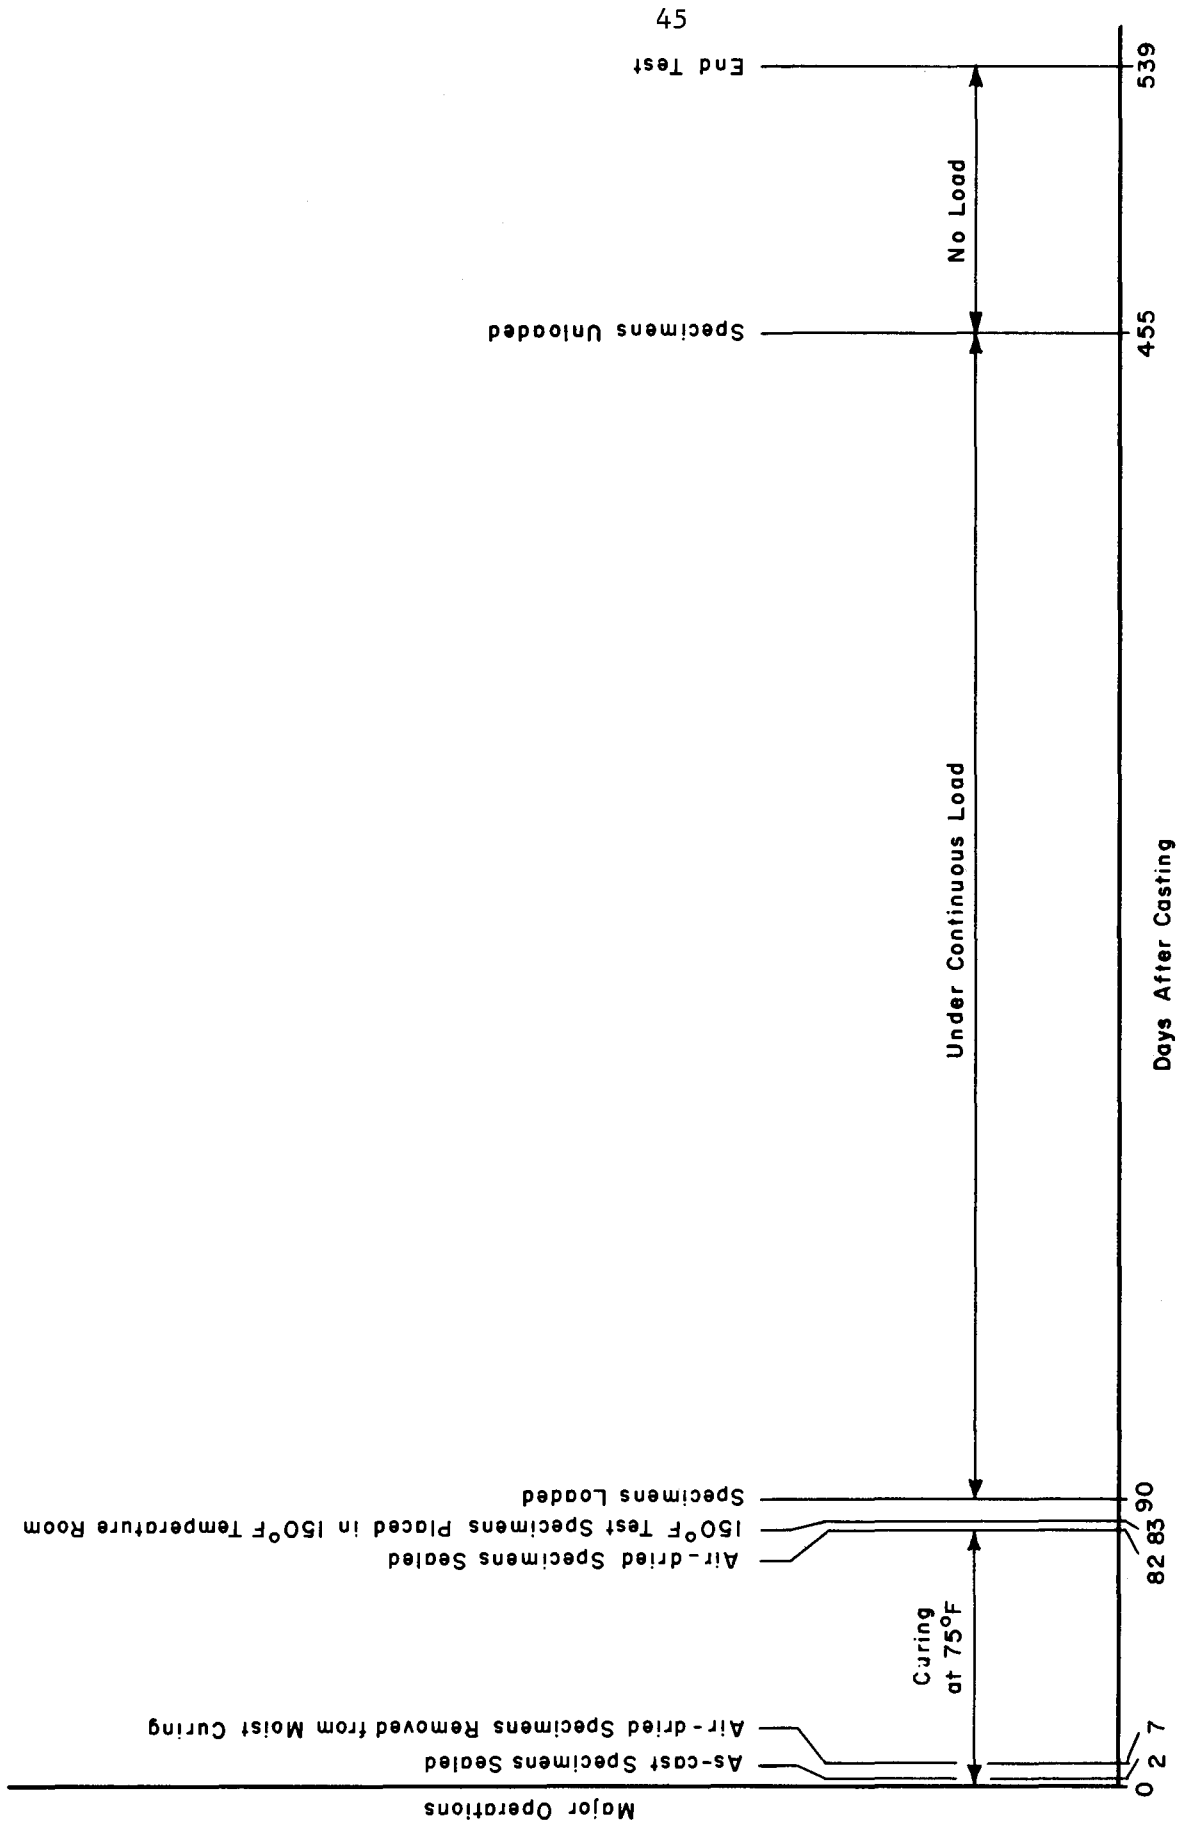 45
Major Operations
As-cast Specimens Sealed
Air-dried Specimens Removed from Moist Curing
Air-dried Specimens Sealed
150°F Test Specimens Placed in 150°F Temperature Room
Specimens Loaded
Specimens Unloaded
End Test
Curing
at 75°F
Under Continuous Load
No Load
0 2 7 82 83 90 455 539
Days After Casting